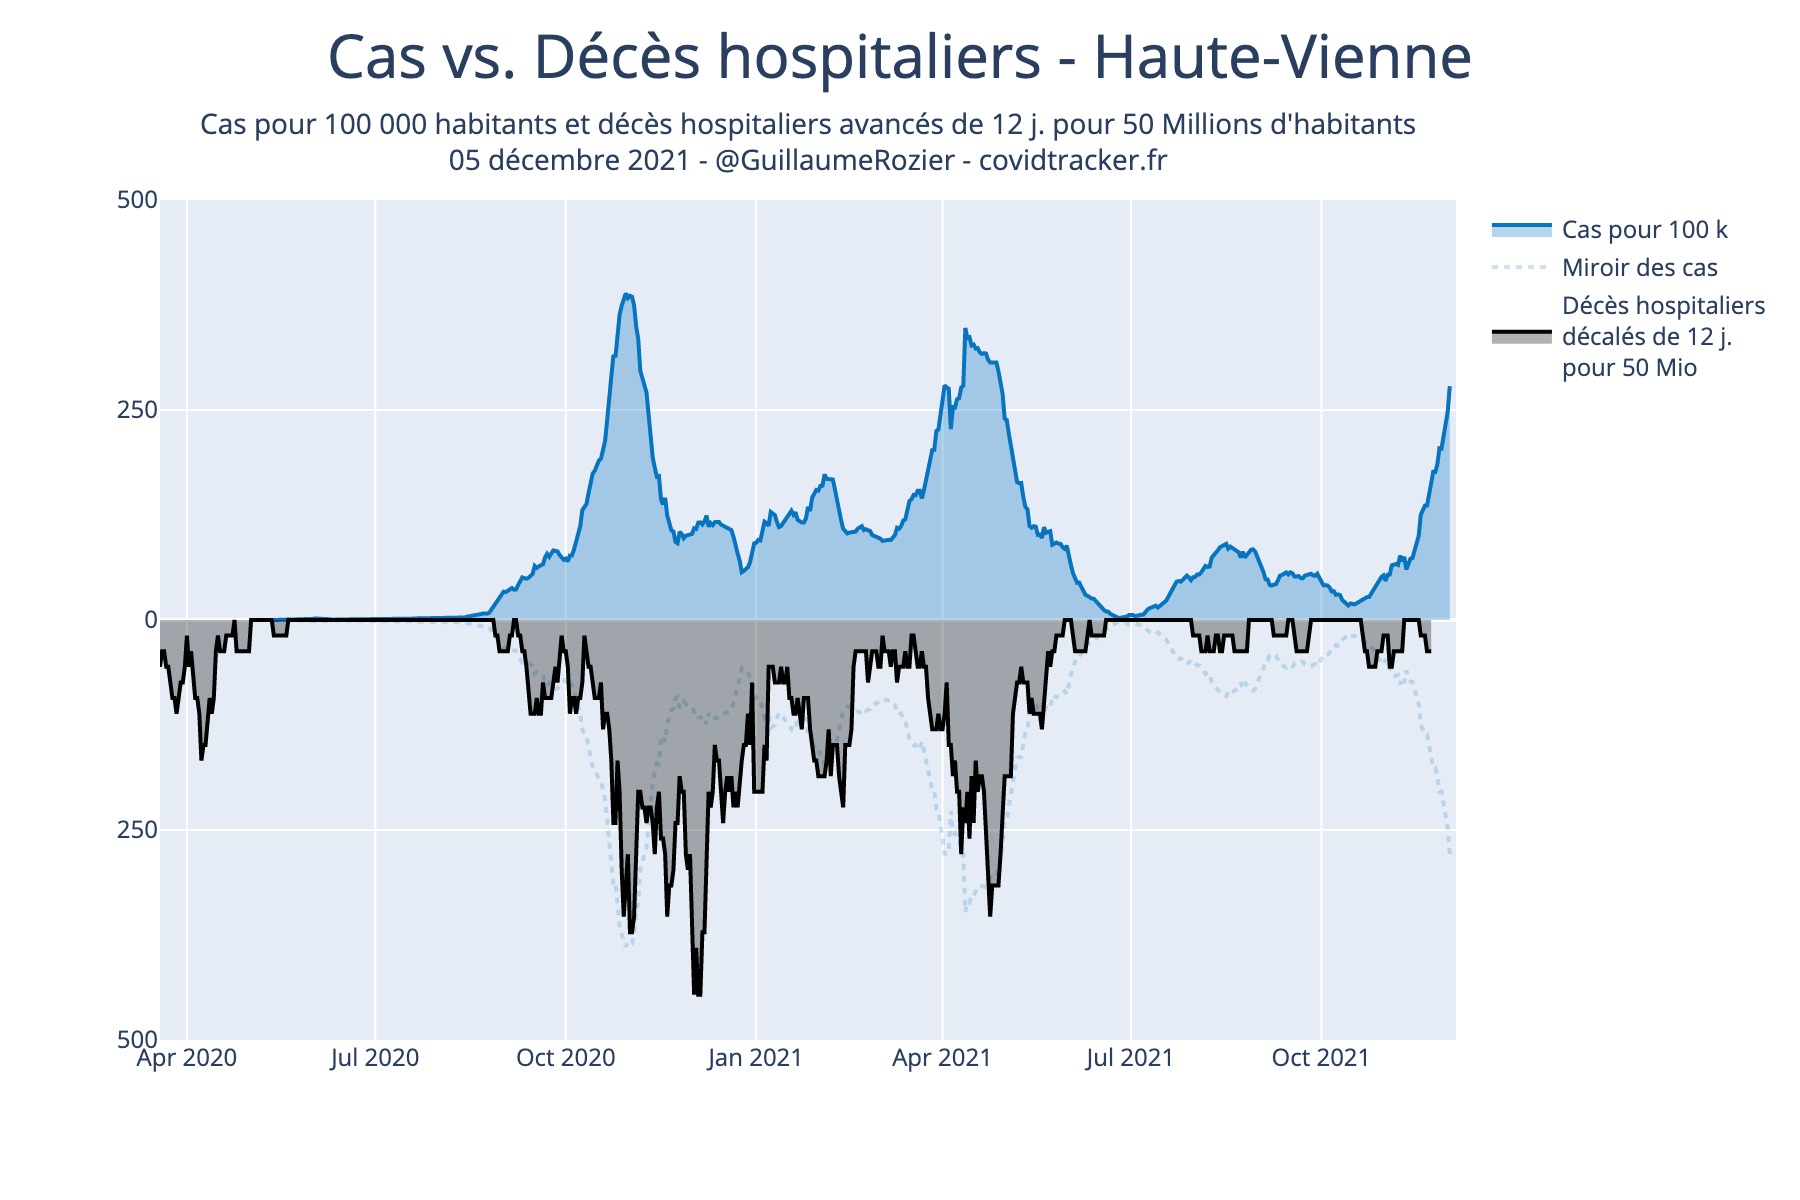 Cas vs. Décès hospitaliers - Haute-Vienne
Cas pour 100 000 habitants et décès hospitaliers avancés de 12 j. pour 50 Millions d'habitants
05 décembre 2021 - @GuillaumeRozier - covidtracker.fr
500
250
0
250
500
Apr 2020
Jul 2020
Oct 2020
Jan 2021
Apr 2021
Jul 2021
Oct 2021
Cas pour 100 k
Miroir des cas
Décès hospitaliers
décalés de 12 j.
pour 50 Mio